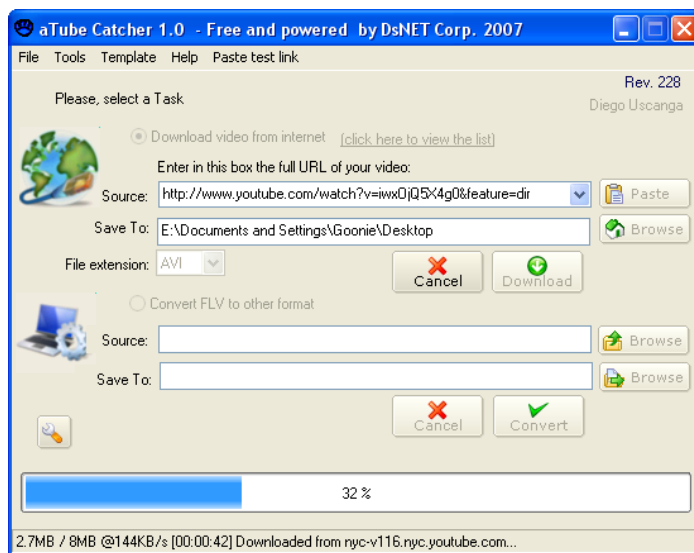 aTube Catcher 1.0 - Free and powered by DsNET Corp. 2007
File Tools Template Help Paste test link
Rev. 228
Please, select a Task
Diego Uscanga
Download video from internet (click here to view the list)
Enter in this box the full URL of your video:
Source: http://www.youtube.com/watch?v=iwxOjQ5X4g0&feature=dir Paste
Save To: E:\Documents and Settings\Goonie\Desktop Browse
File extension: AVI
Cancel Download
Convert FLV to other format
Source: Browse
Save To: Browse
Cancel Convert
32 %
2.7MB / 8MB @144KB/s [00:00:42] Downloaded from nyc-v116.nyc.youtube.com...